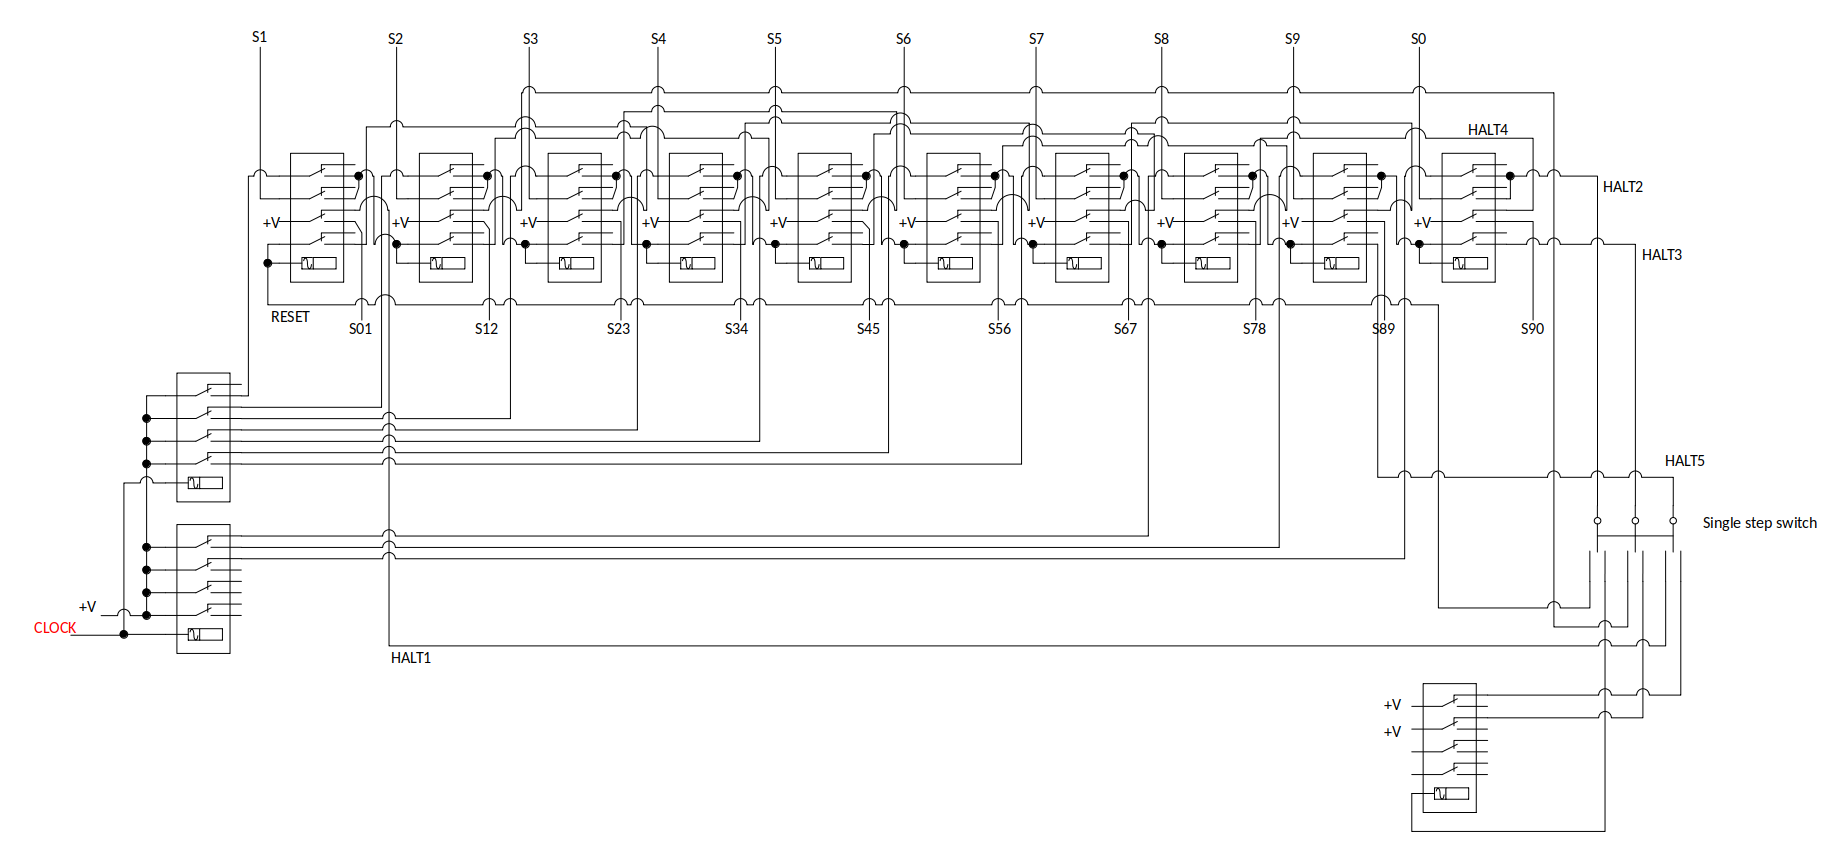 S1 S2 S3 S4 S5 S6 S7 S8 S9 S0
HALT4
HALT2
+V +V +V +V +V +V +V +V +V +V
HALT3
RESET
S01 S12 S23 S34 S45 S56 S67 S78 S89 S90
HALT5
Single step switch
+V
CLOCK
HALT1
+V
+V